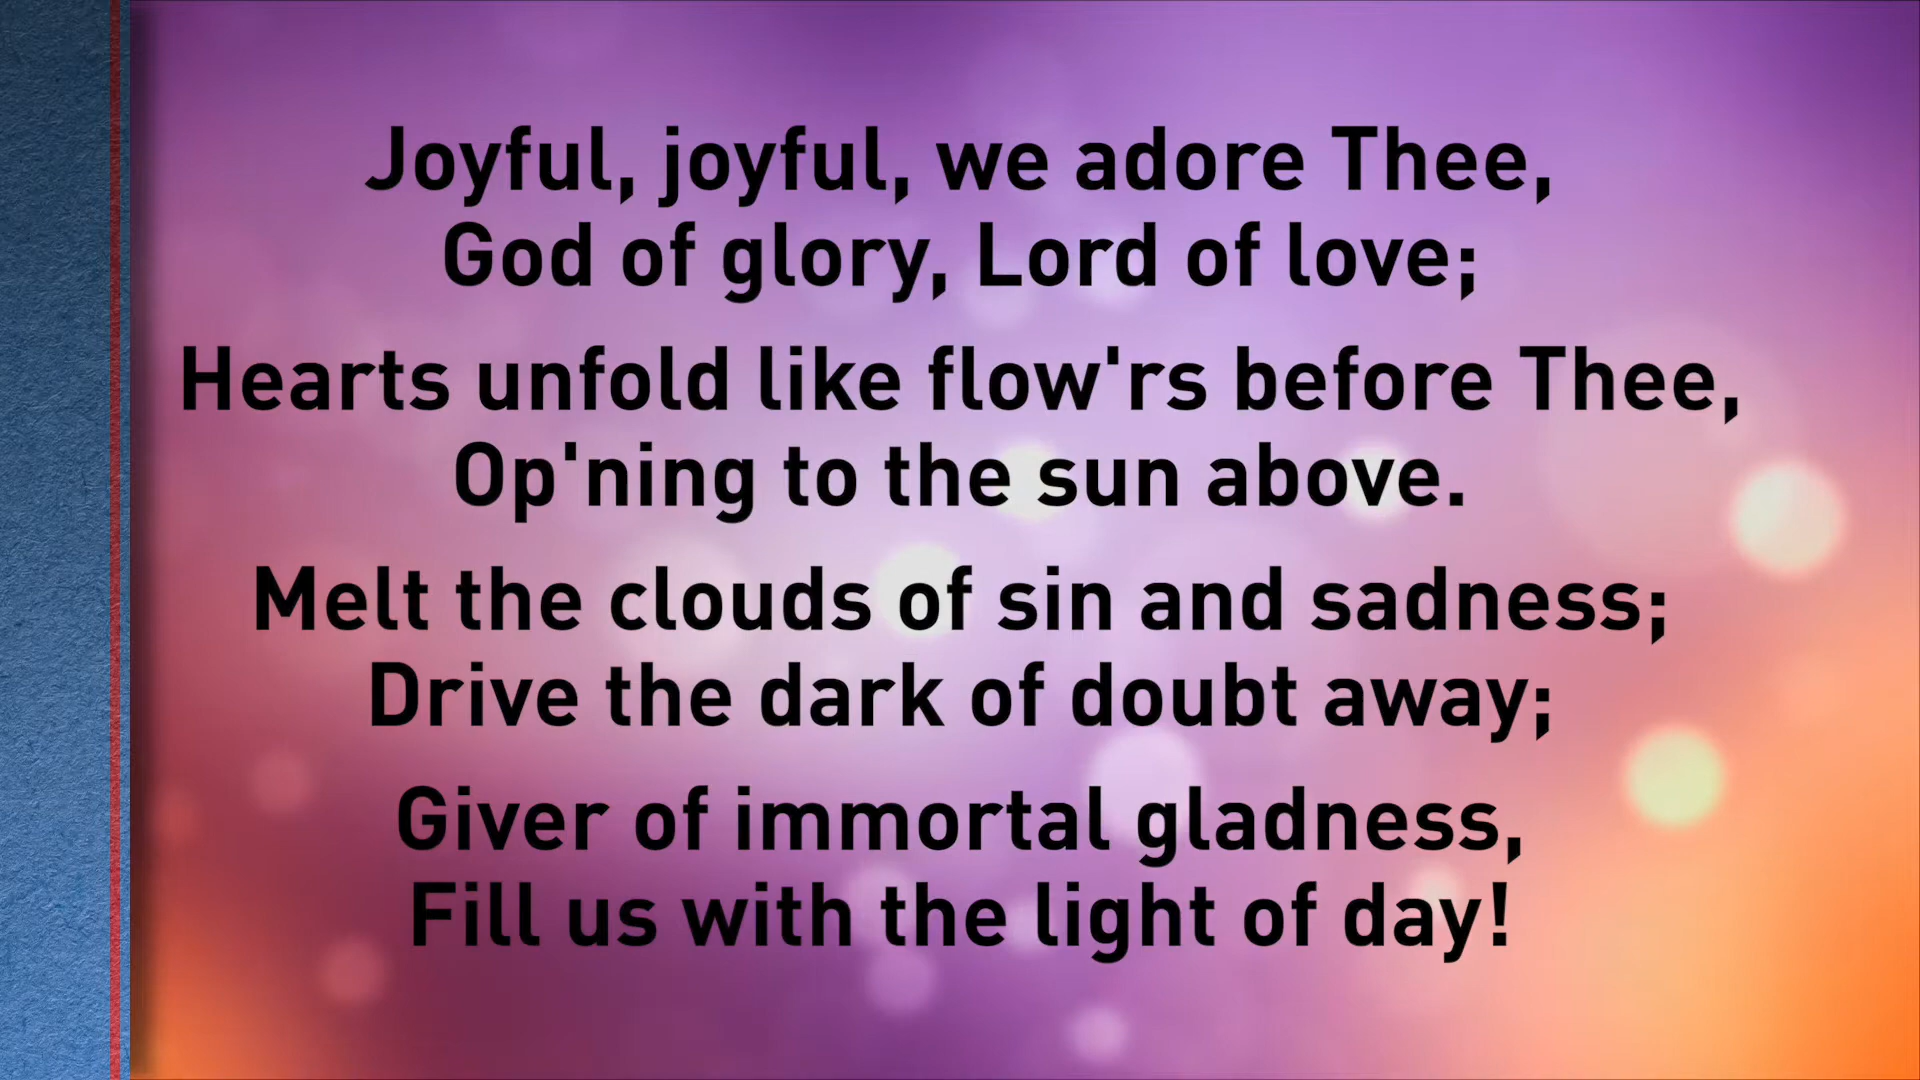 Joyful, joyful, we adore Thee,
God of glory, Lord of love;
Hearts unfold like flow'rs before Thee,
Op'ning to the sun above.
Melt the clouds of sin and sadness;
Drive the dark of doubt away;
Giver of immortal gladness,
Fill us with the light of day!